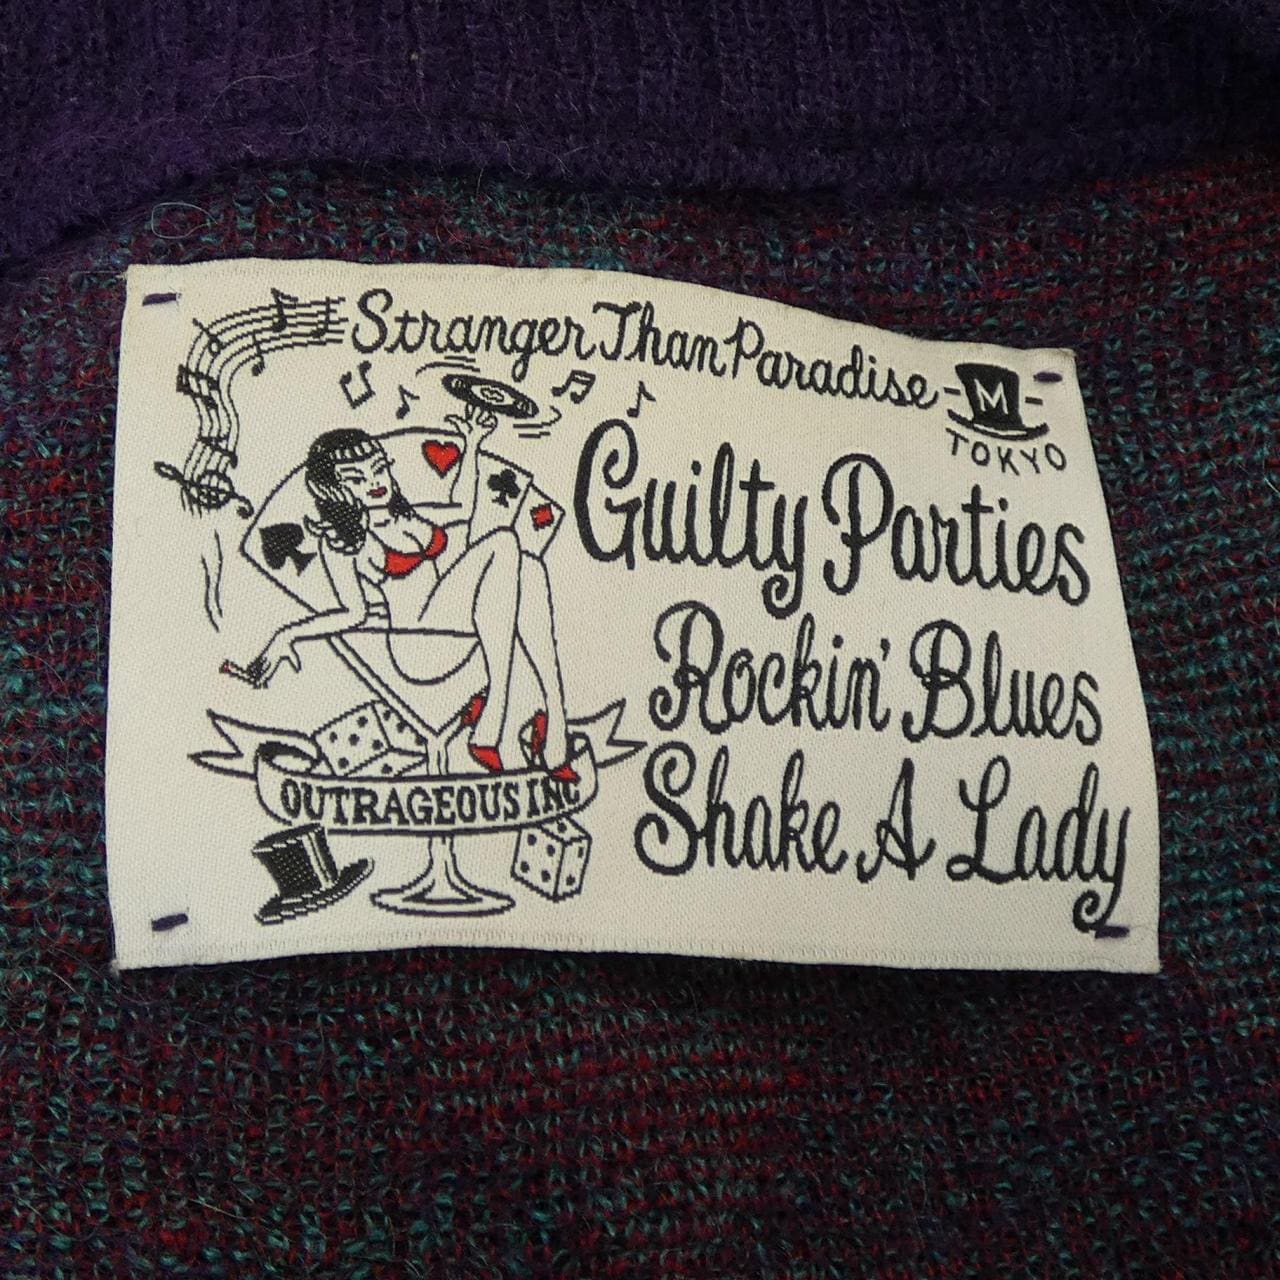 Stranger Than Paradise
-M-
TOKYO
Guilty Parties
Rockin' Blues
Shake A Lady
OUTRAGEOUS INC